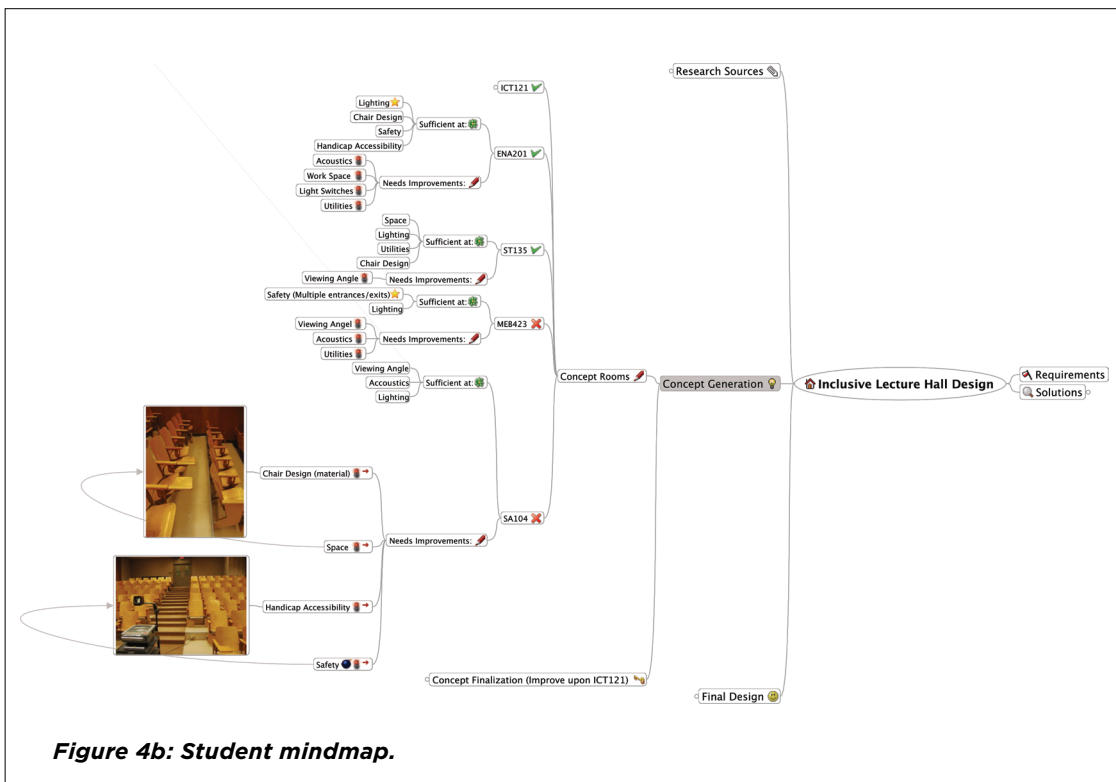 Research Sources
ICT121
Lighting
Chair Design
Safety
Handicap Accessibility
Sufficient at:
ENA201
Acoustics
Work Space
Light Switches
Utilities
Needs Improvements:
Space
Lighting
Utilities
Chair Design
Sufficient at:
ST135
Viewing Angle
Needs Improvements:
Safety (Multiple entrances/exits)
Lighting
Sufficient at:
MEB423
Viewing Angel
Acoustics
Utilities
Needs Improvements:
Viewing Angle
Accoustics
Lighting
Sufficient at:
Concept Rooms
Concept Generation
Inclusive Lecture Hall Design
Requirements
Solutions
Chair Design (material)
Space
Needs Improvements:
SA104
Handicap Accessibility
Safety
Concept Finalization (Improve upon ICT121)
Final Design
Figure 4b: Student mindmap.